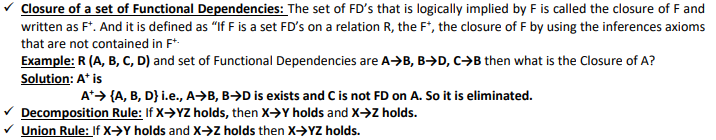 ✓ Closure of a set of Functional Dependencies: The set of FD's that is logically implied by F is called the closure of F and
written as F⁺. And it is defined as "If F is a set FD's on a relation R, the F⁺, the closure of F by using the inferences axioms
that are not contained in F⁺.
Example: R (A, B, C, D) and set of Functional Dependencies are A→B, B→D, C→B then what is the Closure of A?
Solution: A⁺ is
A⁺→ {A, B, D} i.e., A→B, B→D is exists and C is not FD on A. So it is eliminated.
✓ Decomposition Rule: If X→YZ holds, then X→Y holds and X→Z holds.
✓ Union Rule: If X→Y holds and X→Z holds then X→YZ holds.